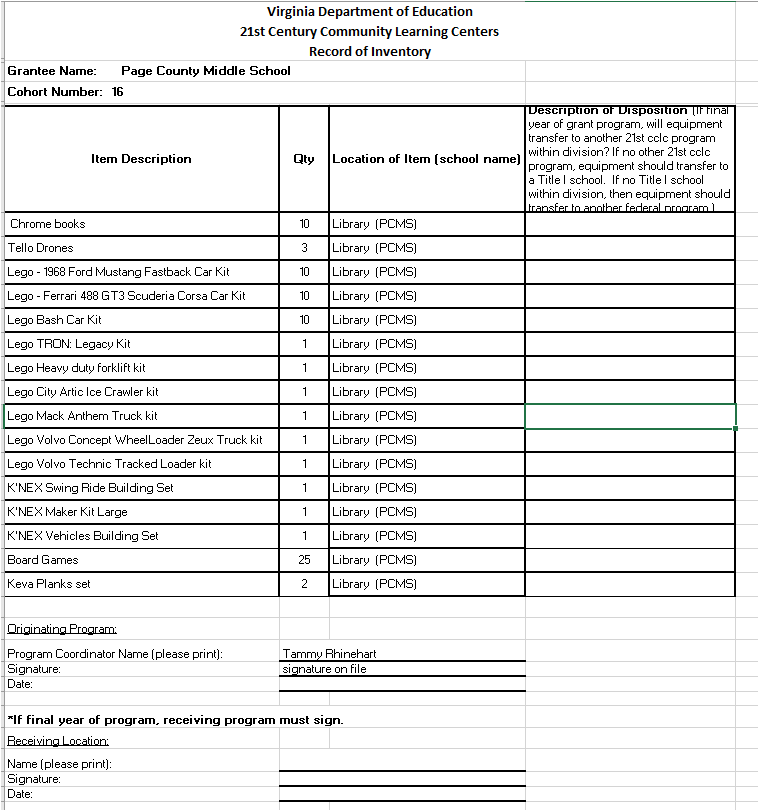 Virginia Department of Education
21st Century Community Learning Centers
Record of Inventory
Grantee Name: Page County Middle School
Cohort Number: 16
Item Description Qty Location of Item (school name)
Description of Disposition (If final
year of grant program, will equipment
transfer to another 21st cclc program
within division? If no other 21st cclc
program, equipment should transfer to
a Title I school. If no Title I school
within division, then equipment should
transfer to another federal program.)
Chrome books 10 Library (PCMS)
Tello Drones 3 Library (PCMS)
Lego - 1968 Ford Mustang Fastback Car Kit 10 Library (PCMS)
Lego - Ferrari 488 GT3 Scuderia Corsa Car Kit 10 Library (PCMS)
Lego Bash Car Kit 10 Library (PCMS)
Lego TRON: Legacy Kit 1 Library (PCMS)
Lego Heavy duty forklift kit 1 Library (PCMS)
Lego City Artic Ice Crawler kit 1 Library (PCMS)
Lego Mack Anthem Truck kit 1 Library (PCMS)
Lego Volvo Concept WheelLoader Zeux Truck kit 1 Library (PCMS)
Lego Volvo Technic Tracked Loader kit 1 Library (PCMS)
K'NEX Swing Ride Building Set 1 Library (PCMS)
K'NEX Maker Kit Large 1 Library (PCMS)
K'NEX Vehicles Building Set 1 Library (PCMS)
Board Games 25 Library (PCMS)
Keva Planks set 2 Library (PCMS)
Originating Program:
Program Coordinator Name (please print): Tammy Rhinehart
Signature: signature on file
Date:
*If final year of program, receiving program must sign.
Receiving Location:
Name (please print):
Signature:
Date: